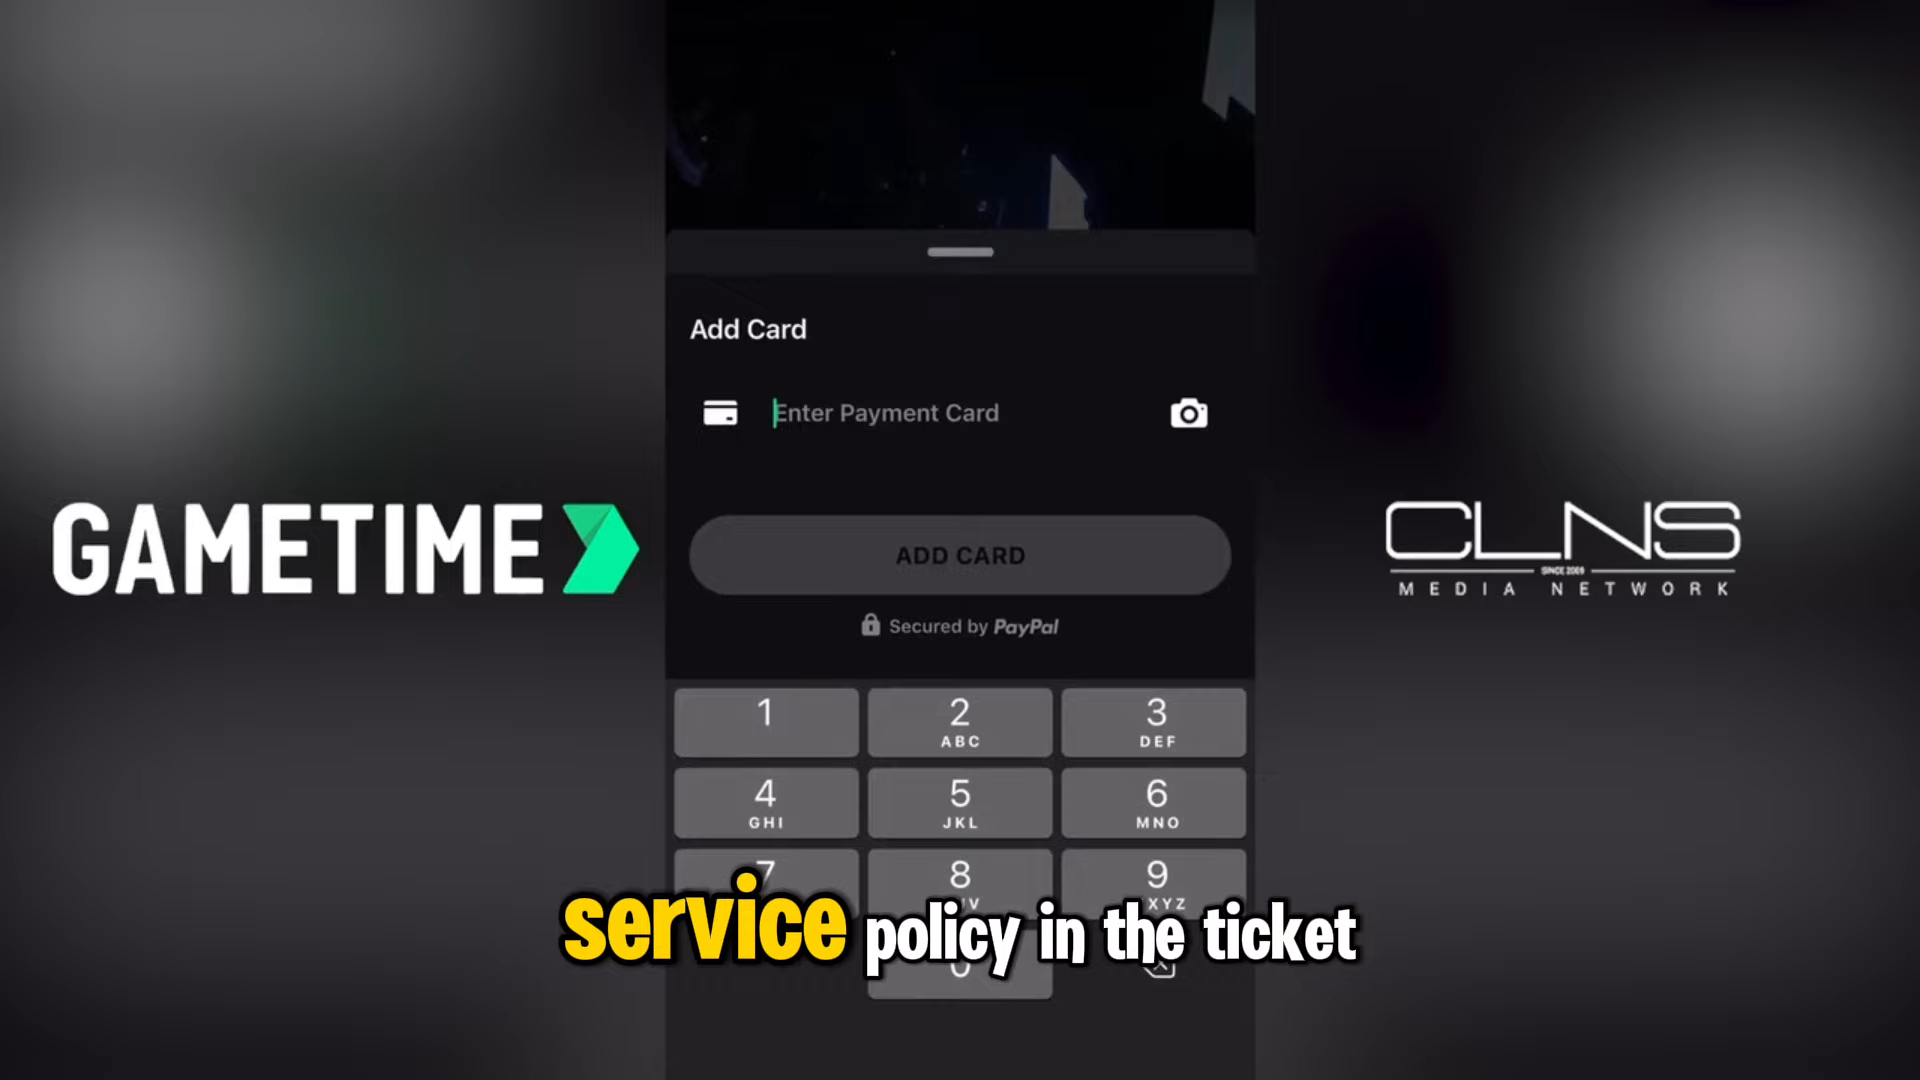 Add Card
Enter Payment Card
GAMETIME
ADD CARD
CLNS
SINCE 2009
MEDIA NETWORK
Secured by PayPal
1
2
ABC
3
DEF
4
GHI
5
JKL
6
MNO
7
8
9
service policy in the ticket
0